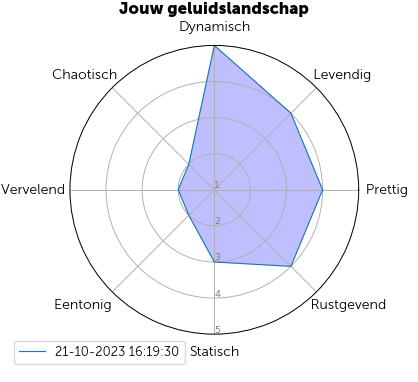 Jouw geluidslandschap
Dynamisch
Chaotisch
Levendig
Vervelend
Prettig
1
2
3
4
5
Eentonig
Rustgevend
Statisch
21-10-2023 16:19:30